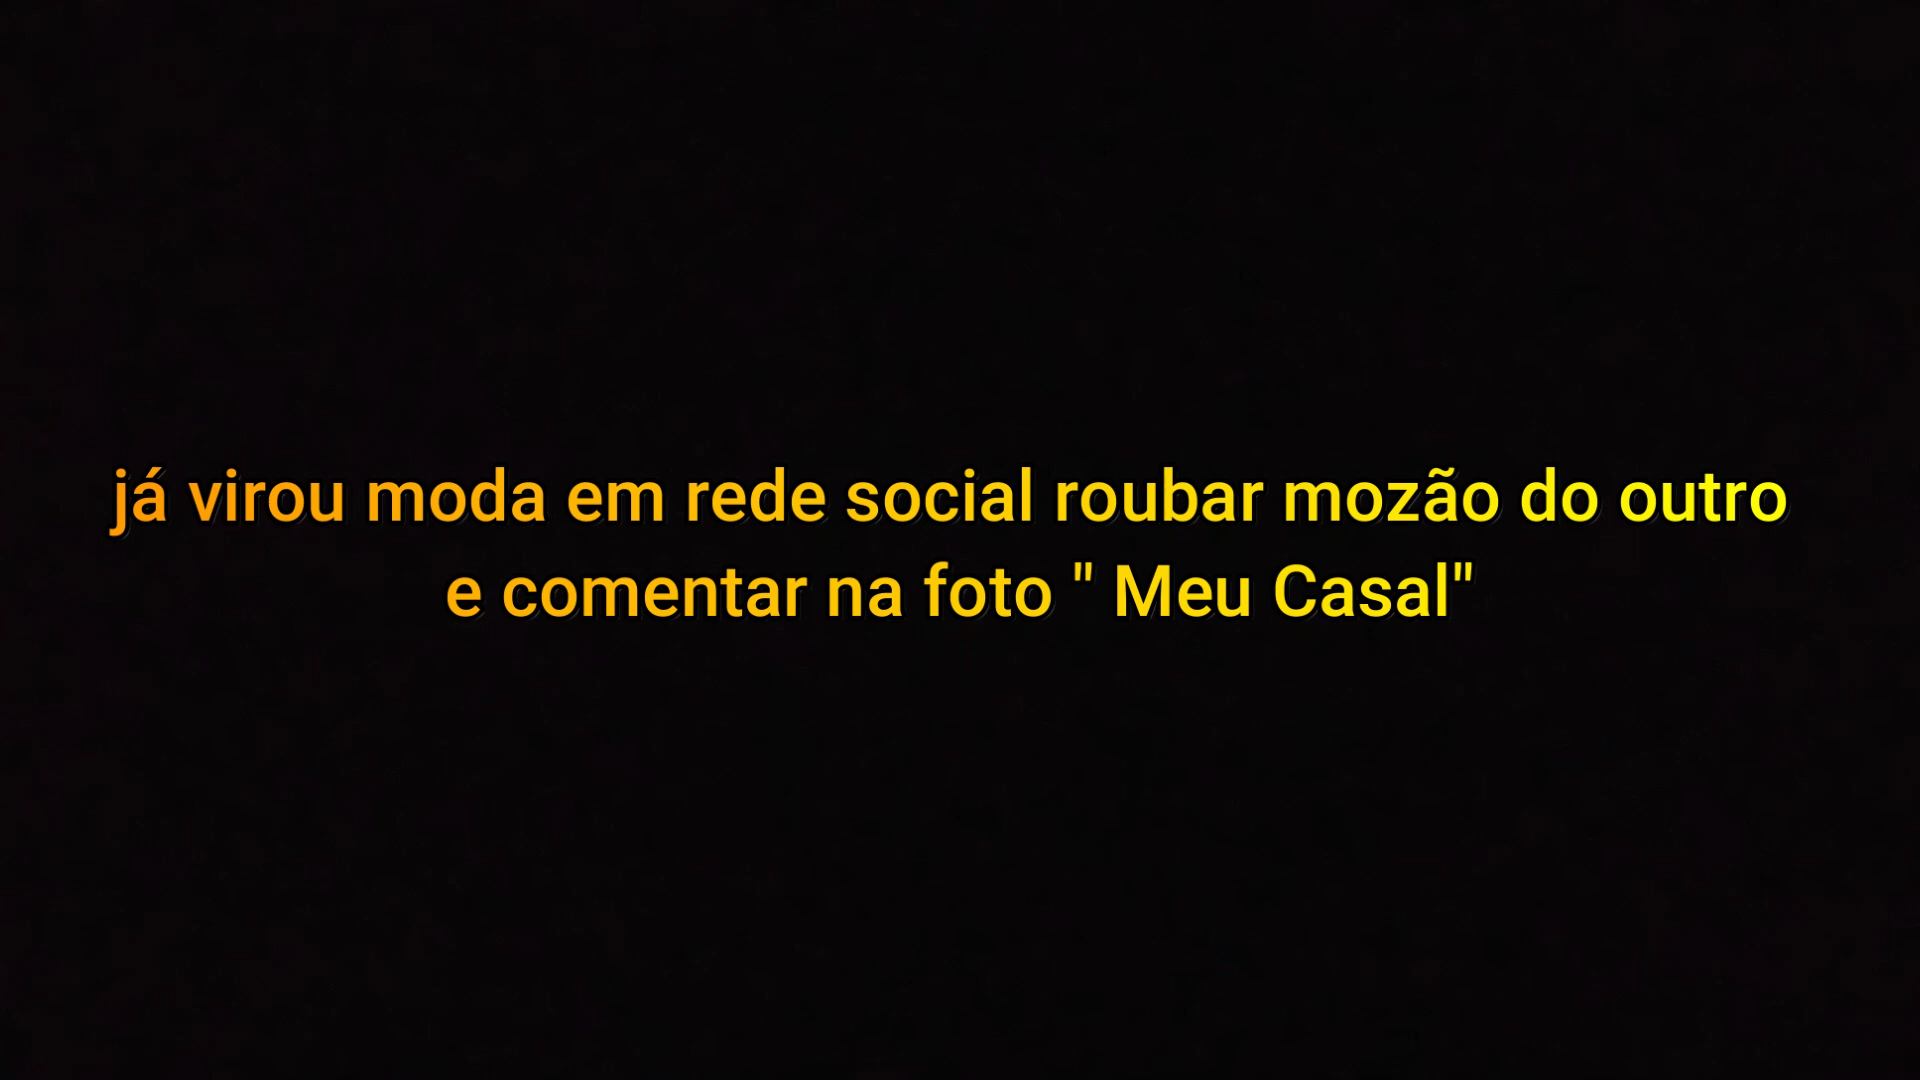 já virou moda em rede social roubar mozão do outro
e comentar na foto " Meu Casal"